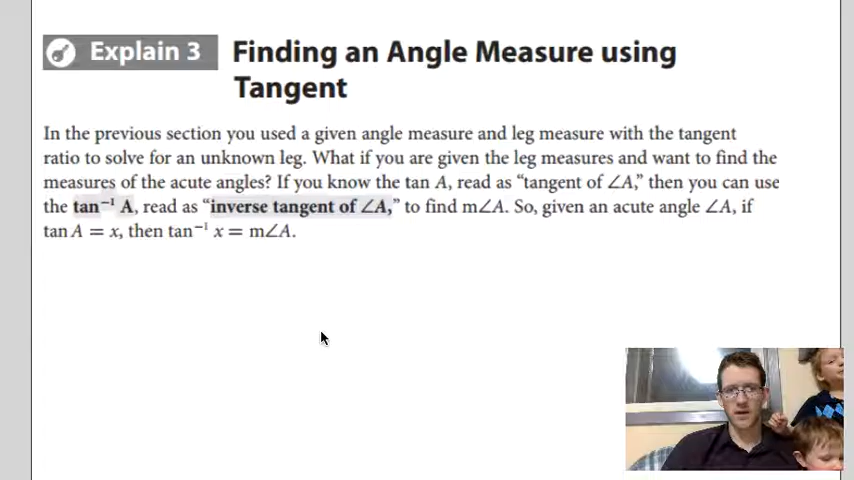 Explain 3 Finding an Angle Measure using
Tangent
In the previous section you used a given angle measure and leg measure with the tangent
ratio to solve for an unknown leg. What if you are given the leg measures and want to find the
measures of the acute angles? If you know the tan A, read as “tangent of ∠A,” then you can use
the tan⁻¹ A, read as “inverse tangent of ∠A,” to find m∠A. So, given an acute angle ∠A, if
tan A = x, then tan⁻¹ x = m∠A.